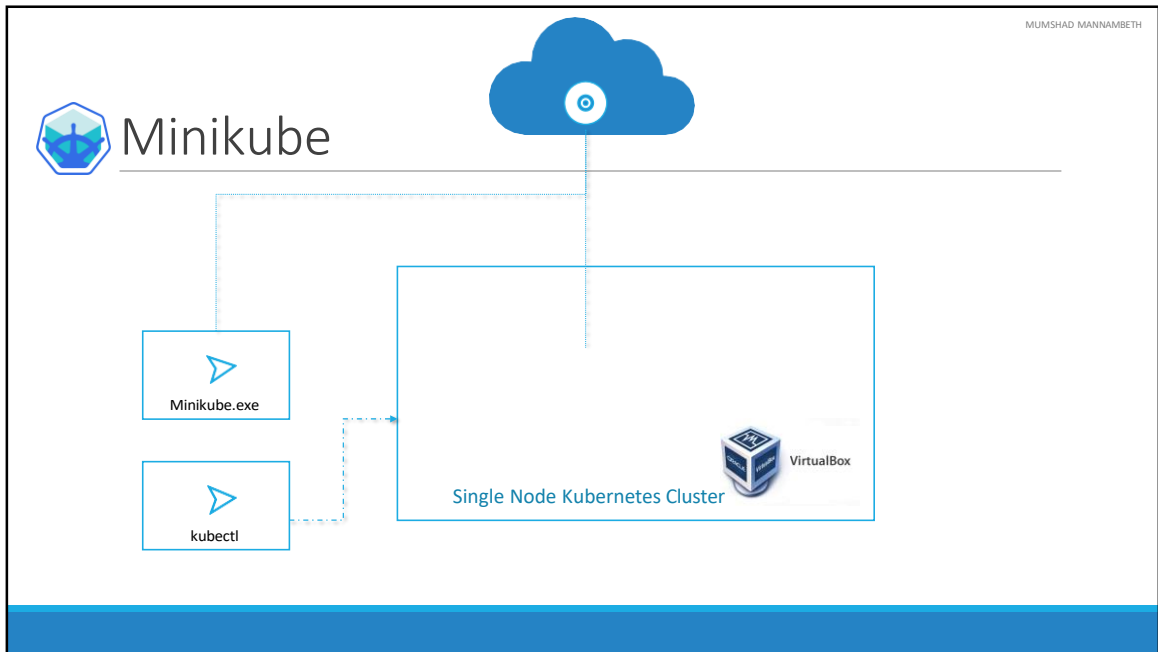 MUMSHAD MANNAMBETH
Minikube
Minikube.exe
kubectl
Single Node Kubernetes Cluster
VirtualBox